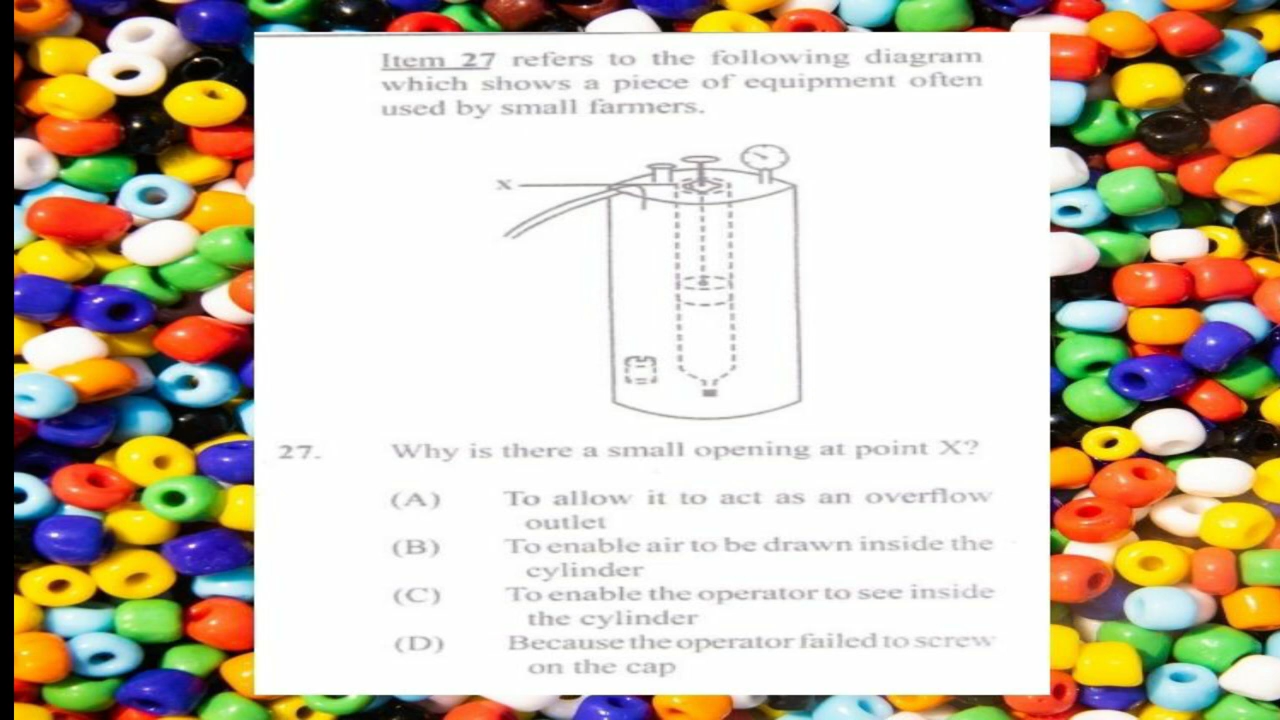 Item 27 refers to the following diagram
which shows a piece of equipment often
used by small farmers.
X
27. Why is there a small opening at point X?
(A) To allow it to act as an overflow
outlet
(B) To enable air to be drawn inside the
cylinder
(C) To enable the operator to see inside
the cylinder
(D) Because the operator failed to screw
on the cap